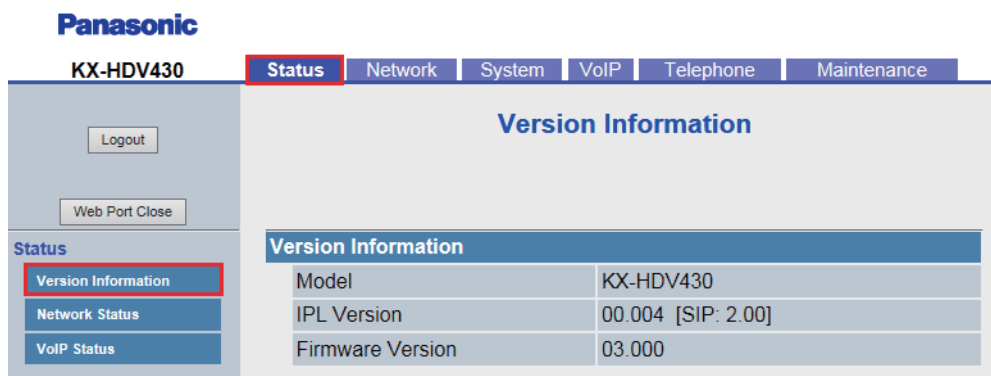 Panasonic
KX-HDV430
Status Network System VoIP Telephone Maintenance
Logout
Web Port Close
Status
Version Information
Network Status
VoIP Status
Version Information
Version Information
Model KX-HDV430
IPL Version 00.004 [SIP: 2.00]
Firmware Version 03.000